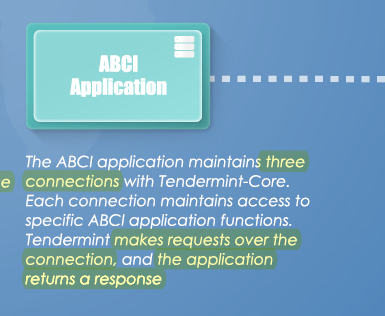 ABCI
Application
The ABCI application maintains three
connections with Tendermint-Core.
Each connection maintains access to
specific ABCI application functions.
Tendermint makes requests over the
connection, and the application
returns a response